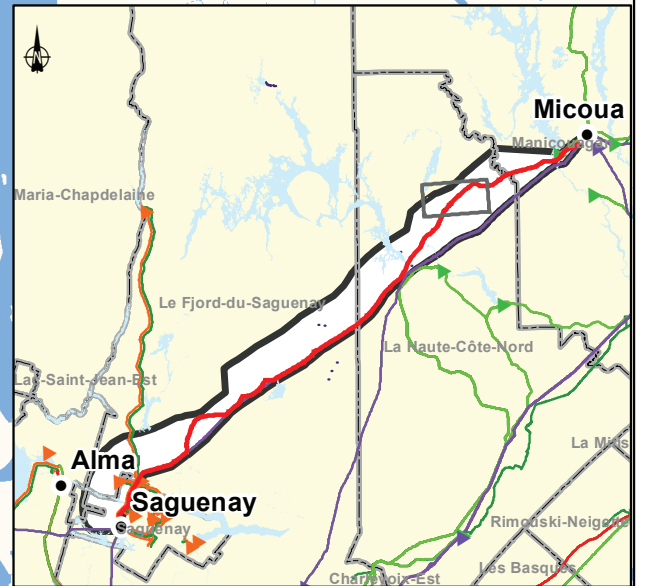 N
Micoua
Manicouagan
Maria-Chapdelaine
Le Fjord-du-Saguenay
La Haute-Côte-Nord
Lac-Saint-Jean-Est
La Mitis
Alma
Saguenay
Saguenay
Rimouski-Neigette
Les Basques
Charlevoix-Est